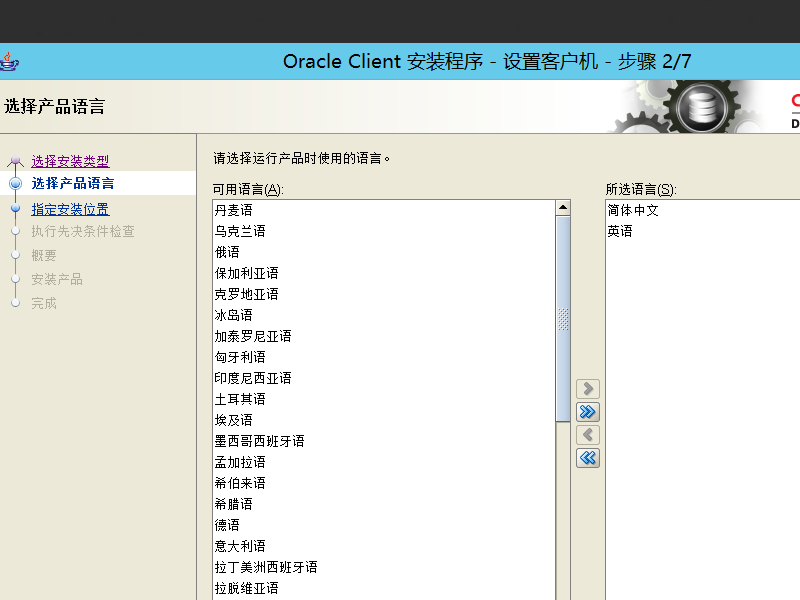 Oracle Client 安装程序 - 设置客户机 - 步骤 2/7
选择产品语言
选择安装类型
选择产品语言
指定安装位置
执行先决条件检查
概要
安装产品
完成
请选择运行产品时使用的语言。
可用语言(A):
丹麦语
乌克兰语
俄语
保加利亚语
克罗地亚语
冰岛语
加泰罗尼亚语
匈牙利语
印度尼西亚语
土耳其语
埃及语
墨西哥西班牙语
孟加拉语
希伯来语
希腊语
德语
意大利语
拉丁美洲西班牙语
拉脱维亚语
所选语言(S):
简体中文
英语